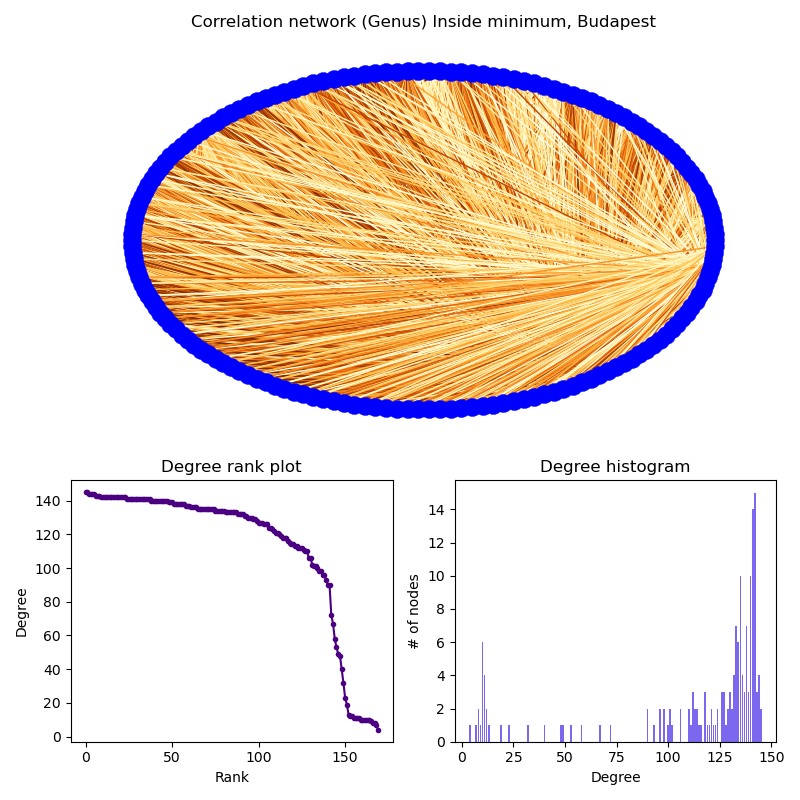 Correlation network (Genus) Inside minimum, Budapest
Degree rank plot
Degree
140
120
100
80
60
40
20
0
0 50 100 150
Rank
Degree histogram
# of nodes
14
12
10
8
6
4
2
0
0 25 50 75 100 125 150
Degree